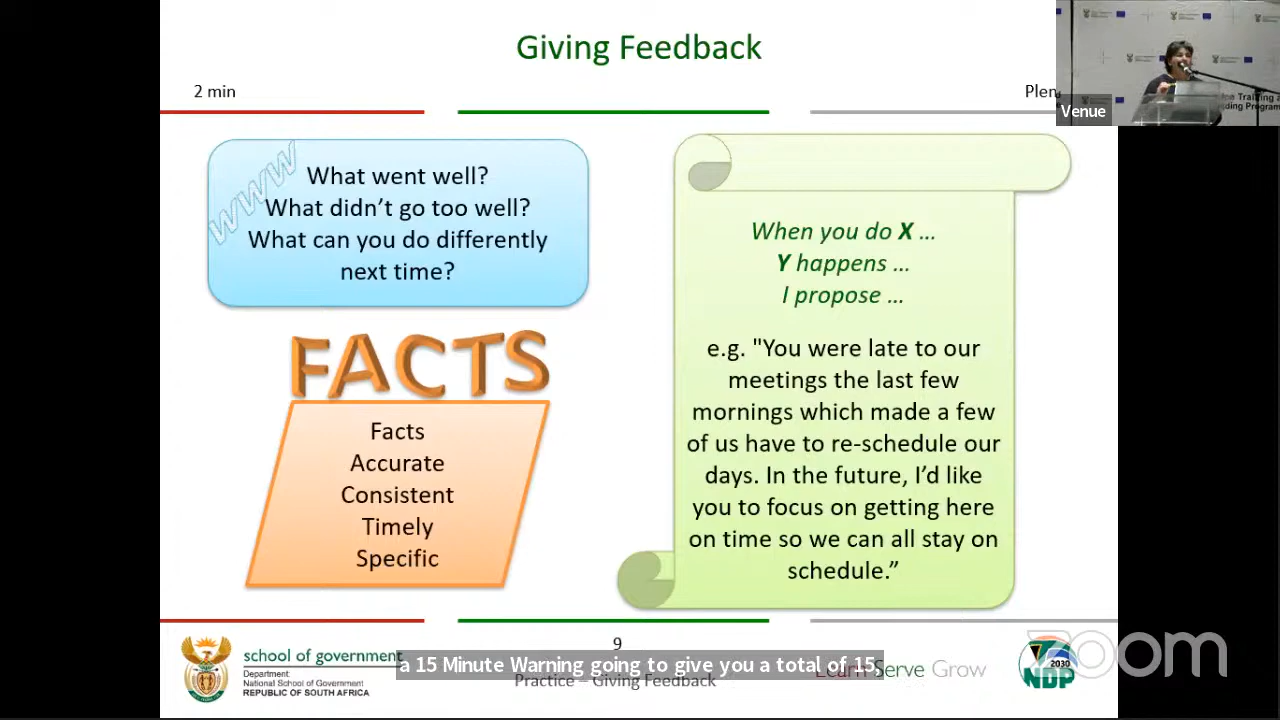 Giving Feedback
2 min
Plen
Venue
www
What went well?
What didn't go too well?
What can you do differently
next time?
FACTS
Facts
Accurate
Consistent
Timely
Specific
When you do X ...
Y happens ...
I propose ...
e.g. "You were late to our
meetings the last few
mornings which made a few
of us have to re-schedule our
days. In the future, I'd like
you to focus on getting here
on time so we can all stay on
schedule.”
9
school of government
Department:
National School of Government
REPUBLIC OF SOUTH AFRICA
a 15 Minute Warning going to give you a total of 15,
Practice – Giving Feedback
Learn Serve Grow
2030
NDP
zoom